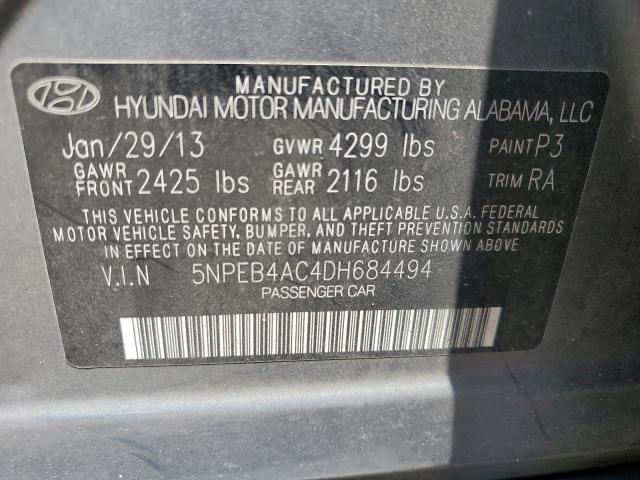 MANUFACTURED BY
HYUNDAI MOTOR MANUFACTURING ALABAMA, LLC
Jan/29/13 GVWR 4299 lbs PAINT P3
GAWR FRONT 2425 lbs GAWR REAR 2116 lbs TRIM RA
THIS VEHICLE CONFORMS TO ALL APPLICABLE U.S.A. FEDERAL
MOTOR VEHICLE SAFETY, BUMPER, AND THEFT PREVENTION STANDARDS
IN EFFECT ON THE DATE OF MANUFACTURE SHOWN ABOVE
V.I.N 5NPEB4AC4DH684494
PASSENGER CAR